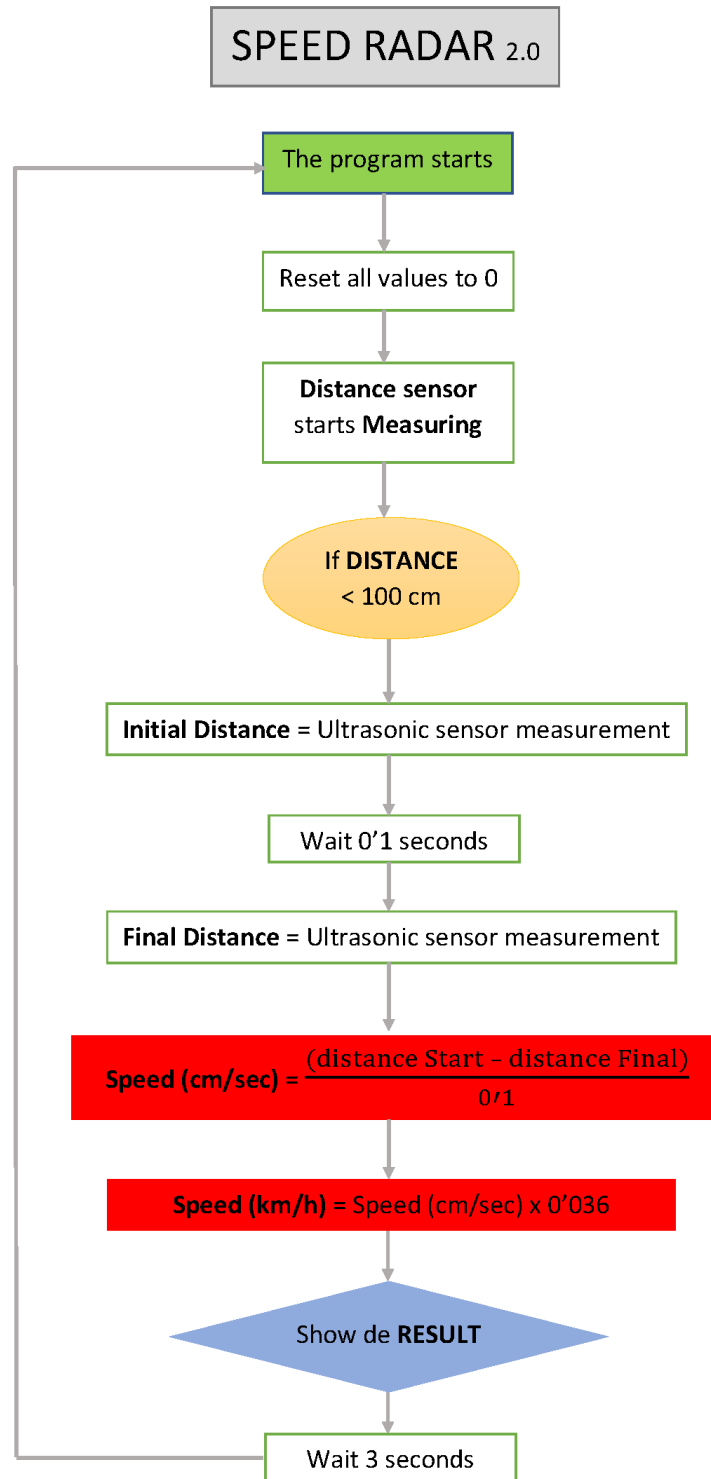 SPEED RADAR 2.0
The program starts
Reset all values to 0
Distance sensor
starts Measuring
If DISTANCE
< 100 cm
Initial Distance = Ultrasonic sensor measurement
Wait 0’1 seconds
Final Distance = Ultrasonic sensor measurement
Speed (cm/sec) = (distance Start – distance Final)
0′1
Speed (km/h) = Speed (cm/sec) x 0’036
Show de RESULT
Wait 3 seconds